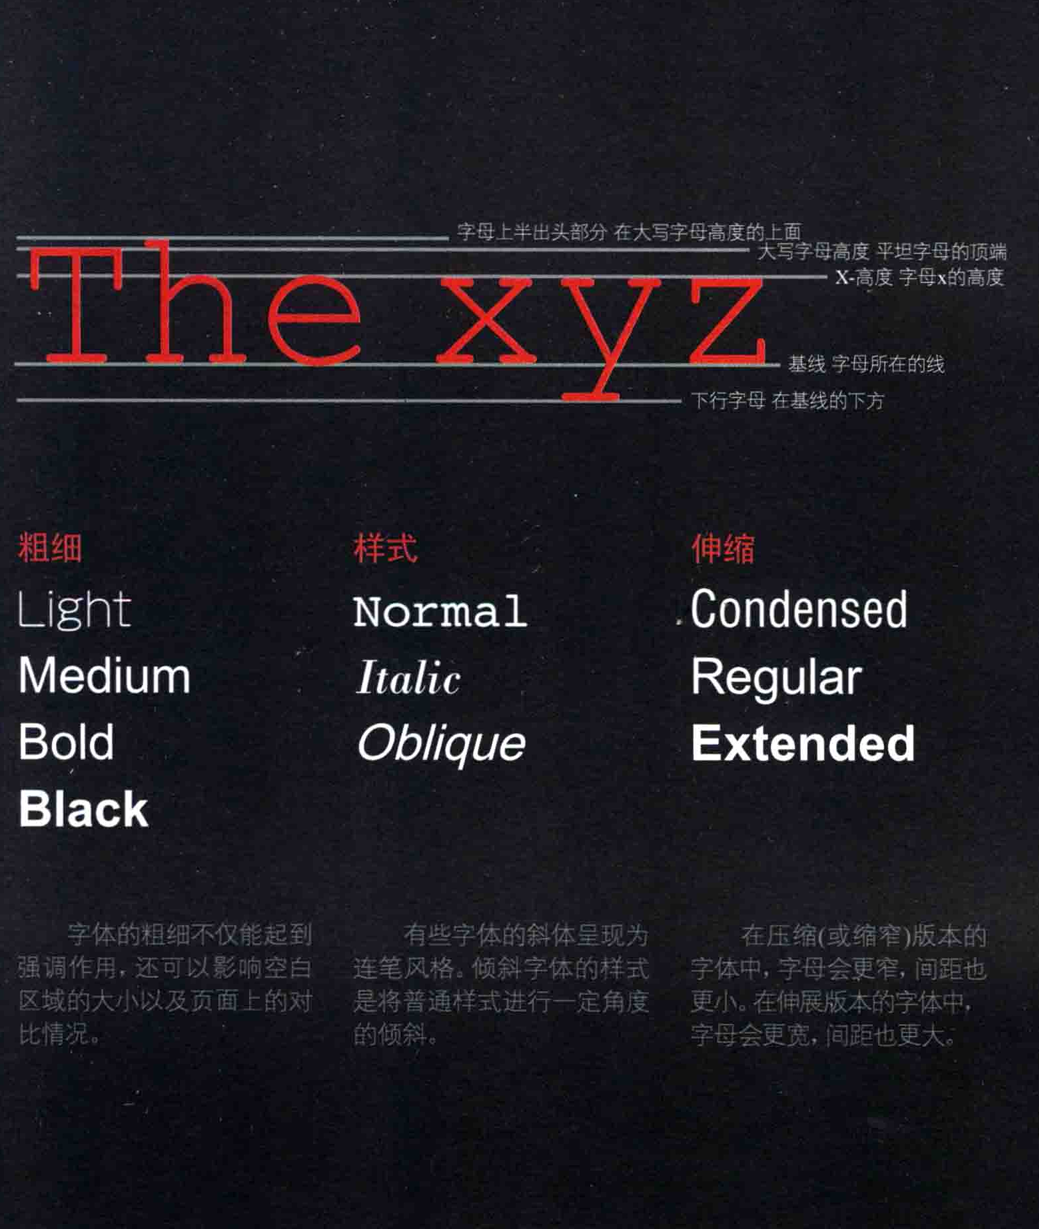 字母上半出头部分 在大写字母高度的上面
大写字母高度 平坦字母的顶端
X-高度 字母x的高度
The xyz
基线 字母所在的线
下行字母 在基线的下方
粗细
Light
Medium
Bold
Black
样式
Normal
Italic
Oblique
伸缩
Condensed
Regular
Extended
字体的粗细不仅能起到
强调作用，还可以影响空白
区域的大小以及页面上的对
比情况。
有些字体的斜体呈现为
连笔风格。倾斜字体的样式
是将普通样式进行一定角度
的倾斜。
在压缩(或缩窄)版本的
字体中，字母会更窄，间距也
更小。在伸展版本的字体中，
字母会更宽，间距也更大。